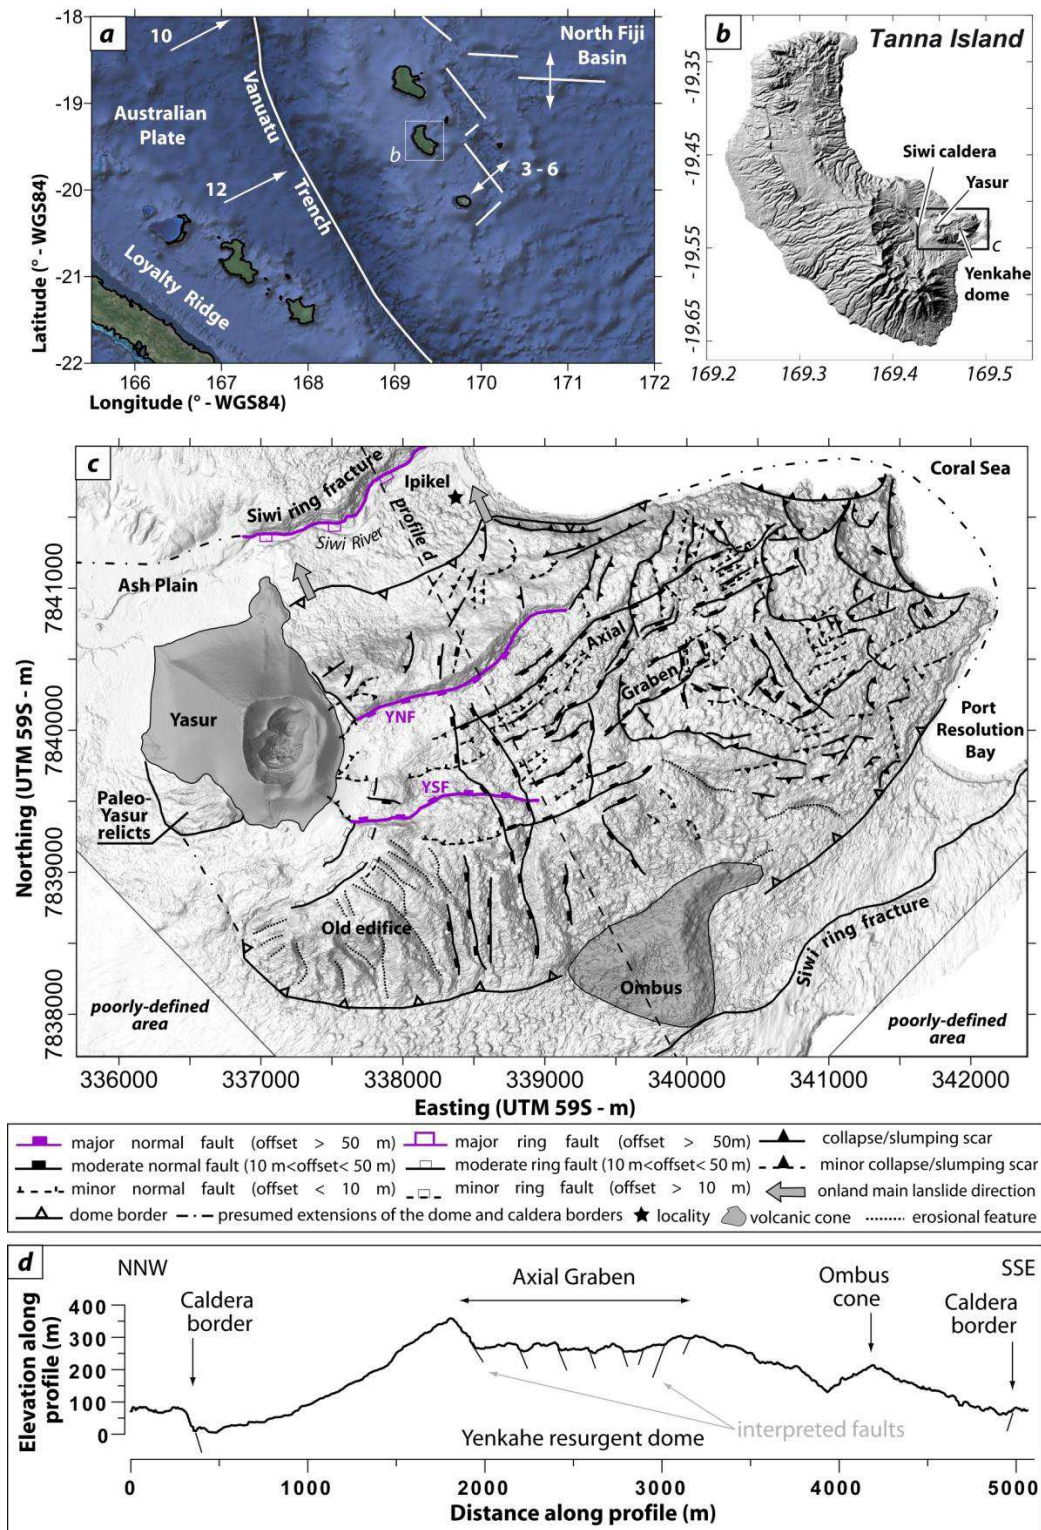 a
-18
-19
-20
-21
-22
Latitude (° - WGS84)
10
Vanuatu
Trench
North Fiji
Basin
Australian
Plate
b
3 - 6
12
Loyalty Ridge
166
167
168
169
170
171
172
Longitude (° - WGS84)
b
Tanna Island
-19.35
-19.45
-19.55
-19.65
Siwi caldera
Yasur
c
Yenkahe
dome
169.2
169.3
169.4
169.5
c
Siwi ring fracture
Ipikel
Coral Sea
profile d
Siwi River
Ash Plain
Axial
Graben
Yasur
YNF
YSF
Port
Resolution
Bay
Paleo-
Yasur
relicts
Old edifice
Ombus
Siwi ring fracture
poorly-defined
area
poorly-defined
area
7841000
7840000
7839000
7838000
Northing (UTM 59S - m)
336000
337000
338000
339000
340000
341000
342000
Easting (UTM 59S - m)
major normal fault (offset > 50 m)
major ring fault (offset > 50m)
collapse/slumping scar
moderate normal fault (10 m<offset< 50 m)
moderate ring fault (10 m<offset< 50 m)
minor collapse/slumping scar
minor normal fault (offset < 10 m)
minor ring fault (offset > 10 m)
onland main lanslide direction
dome border
presumed extensions of the dome and caldera borders
locality
volcanic cone
erosional feature
d
NNW
SSE
Axial Graben
Caldera
border
Ombus
cone
Caldera
border
400
300
200
100
0
Elevation along
profile (m)
interpreted faults
Yenkahe resurgent dome
0
1000
2000
3000
4000
5000
Distance along profile (m)